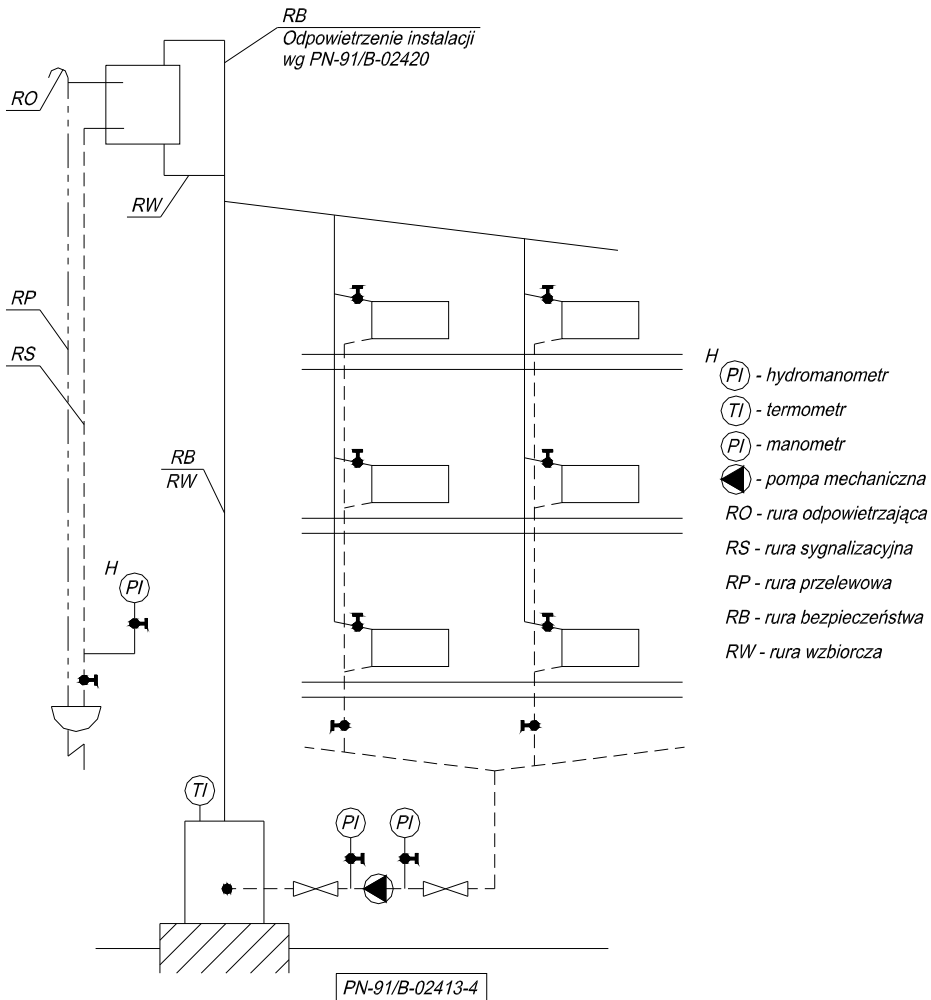 RB
Odpowietrzenie instalacji
wg PN-91/B-02420
RO
RW
RP
RS
RB
RW
H
PI
TI
PI
PI
H
PI - hydromanometr
TI - termometr
PI - manometr
- pompa mechaniczna
RO - rura odpowietrzająca
RS - rura sygnalizacyjna
RP - rura przelewowa
RB - rura bezpieczeństwa
RW - rura wzbiorcza
PN-91/B-02413-4